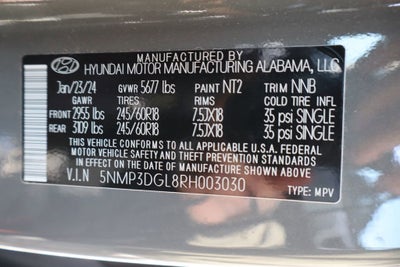 MANUFACTURED BY
HYUNDAI MOTOR MANUFACTURING ALABAMA, LLC
Jan/23/24 GVWR 5677 LBS PAINT NT2 TRIM NNB
GAWR TIRES RIMS COLD TIRE INFL
FRONT 2955 LBS 245/60R18 7.5JX18 35 psi SINGLE
REAR 3109 LBS 245/60R18 7.5JX18 35 psi SINGLE
THIS VEHICLE CONFORMS TO ALL APPLICABLE U.S.A. FEDERAL
MOTOR VEHICLE SAFETY AND THEFT PREVENTION STANDARDS
IN EFFECT ON THE DATE OF MANUFACTURE SHOWN ABOVE
V.I.N 5NMP3DGL8RH003030 TYPE: MPV